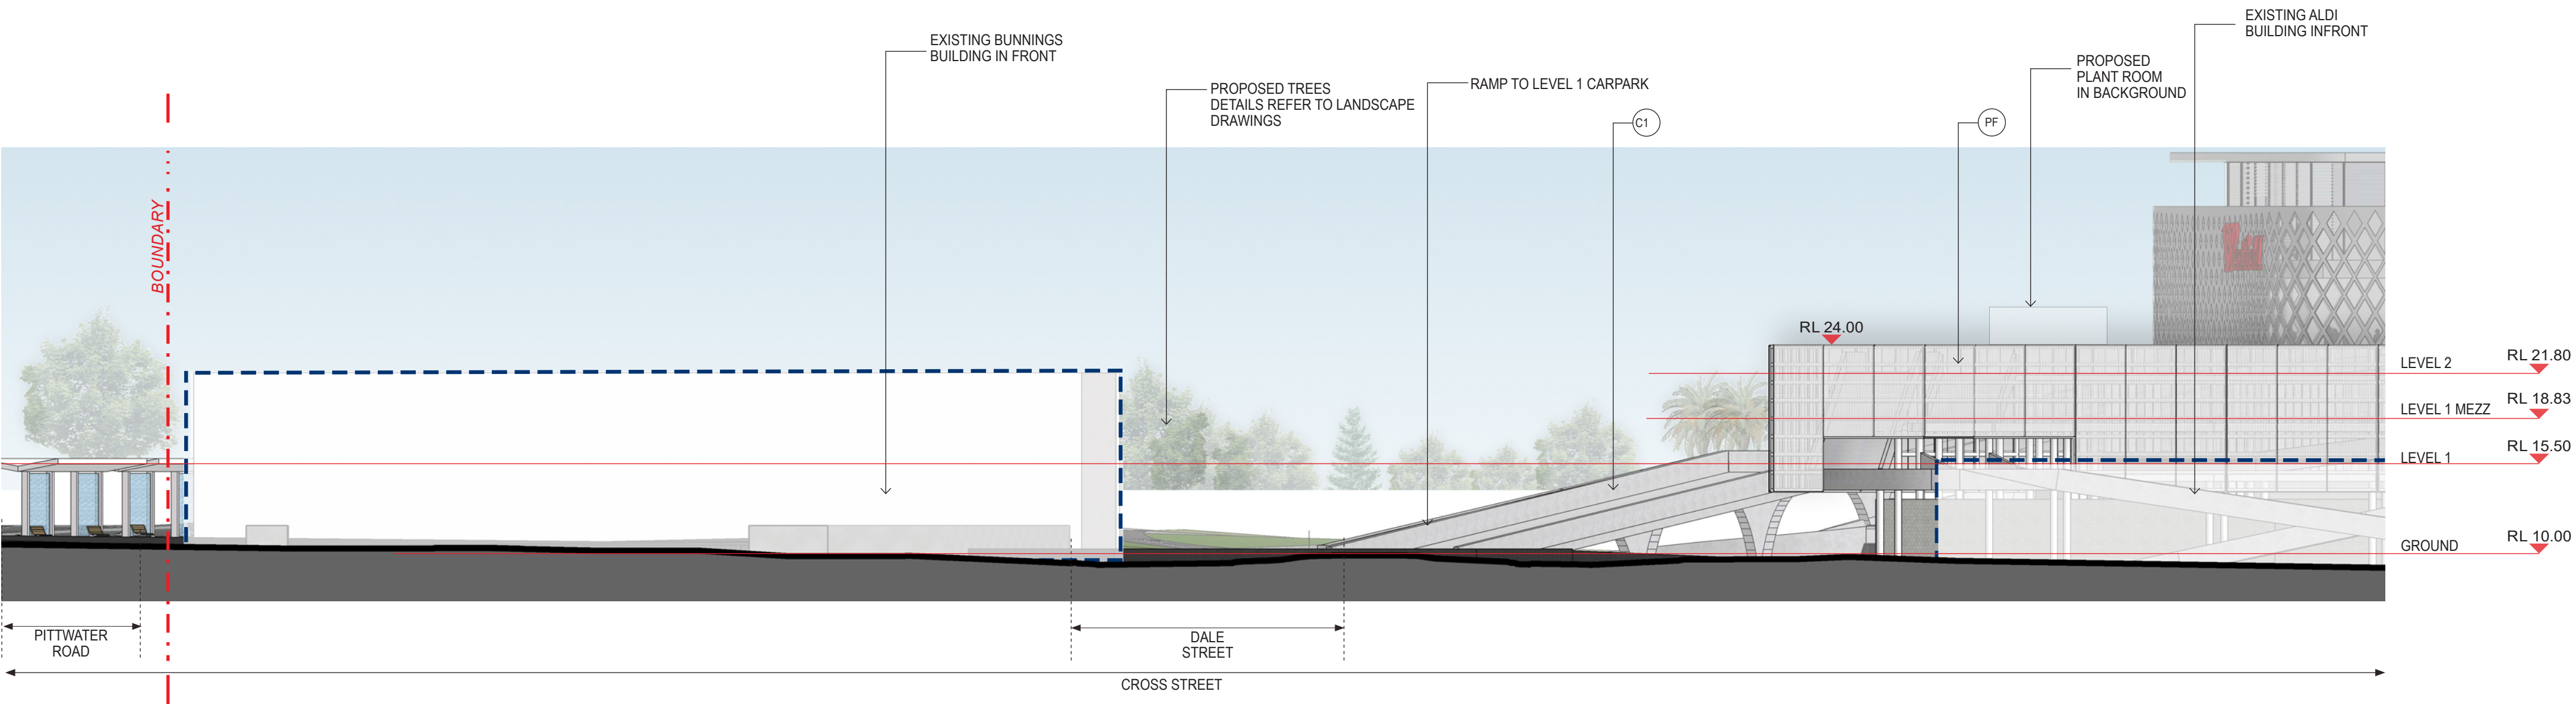 EXISTING BUNNINGS
BUILDING IN FRONT
PROPOSED TREES
DETAILS REFER TO LANDSCAPE
DRAWINGS
RAMP TO LEVEL 1 CARPARK
C1
PF
PROPOSED
PLANT ROOM
IN BACKGROUND
EXISTING ALDI
BUILDING INFRONT
BOUNDARY
RL 24.00
LEVEL 2
RL 21.80
LEVEL 1 MEZZ
RL 18.83
LEVEL 1
RL 15.50
GROUND
RL 10.00
PITTWATER
ROAD
DALE
STREET
CROSS STREET